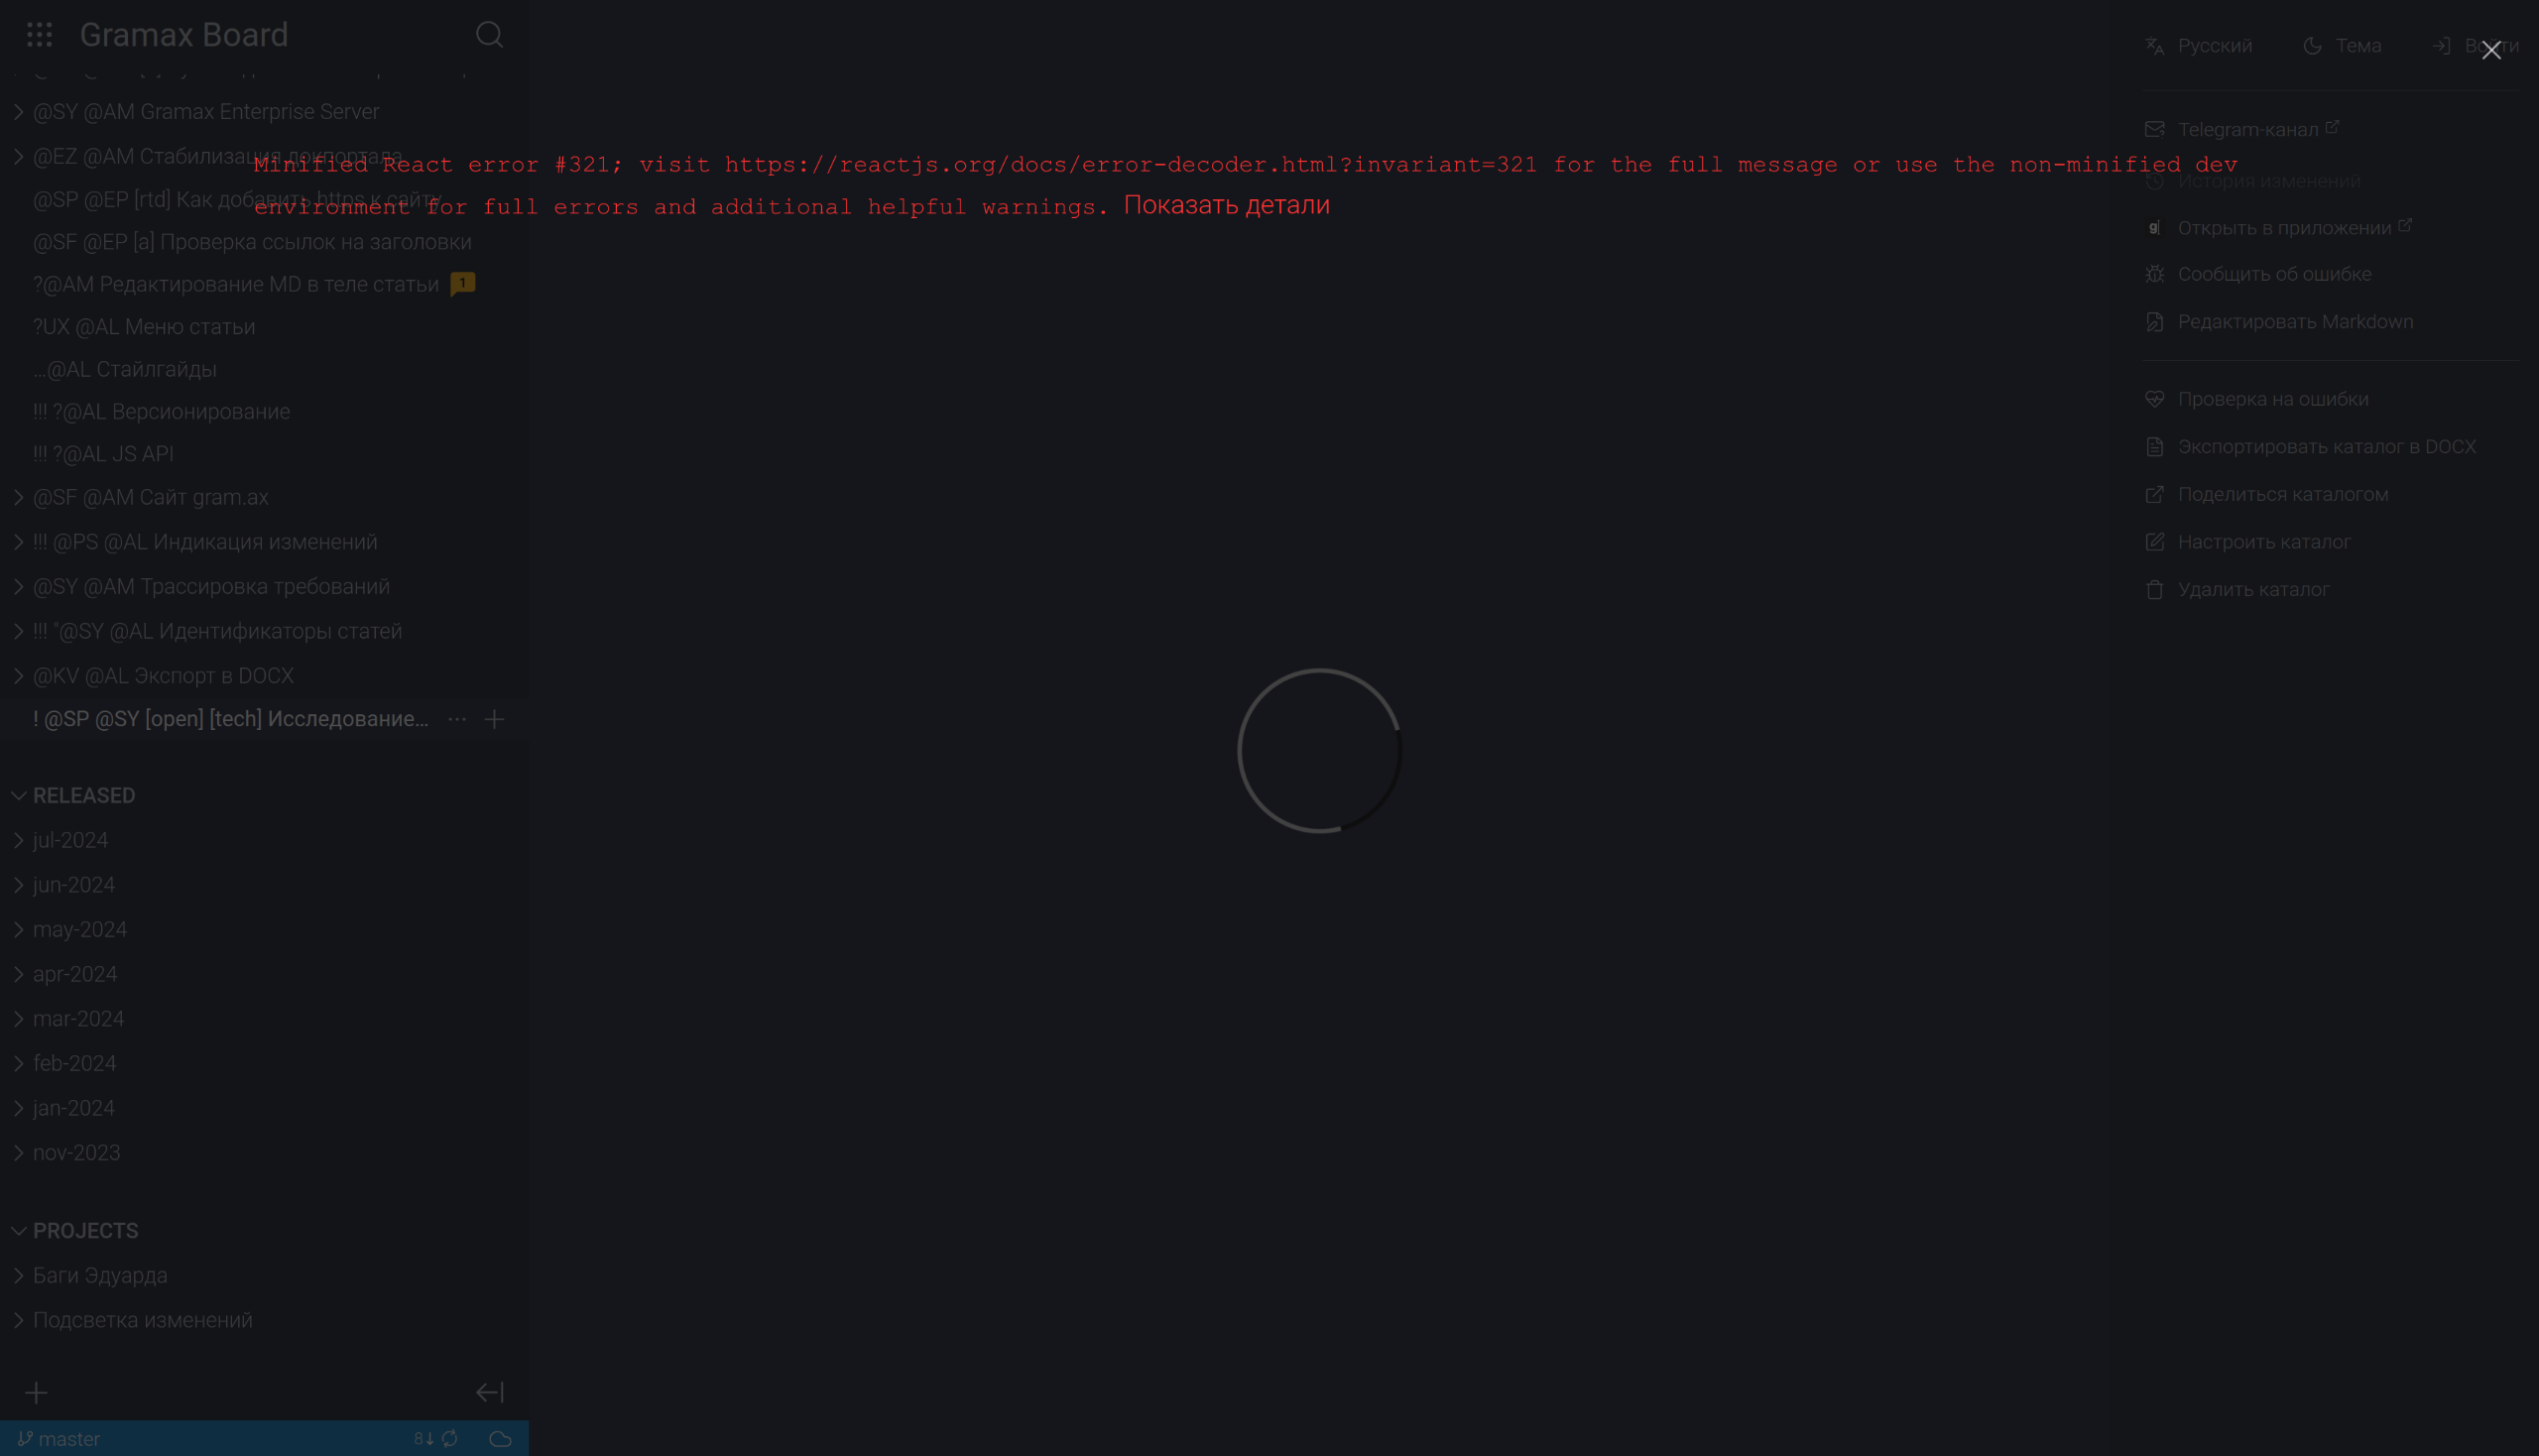 Gramax Board
@SY @AM Gramax Enterprise Server
@EZ @AM Стабилизация докпортала
@SP @EP [rtd] Как добавить https к сайту
@SF @EP [a] Проверка ссылок на заголовки
?@AM Редактирование MD в теле статьи 1
?UX @AL Меню статьи
...@AL Стайлгайды
!!! ?@AL Версионирование
!!! ?@AL JS API
@SF @AM Сайт gram.ax
!!! @PS @AL Индикация изменений
@SY @AM Трассировка требований
!!! "@SY @AL Идентификаторы статей
@KV @AL Экспорт в DOCX
! @SP @SY [open] [tech] Исследование...
RELEASED
jul-2024
jun-2024
may-2024
apr-2024
mar-2024
feb-2024
jan-2024
nov-2023
PROJECTS
Баги Эдуарда
Подсветка изменений
master 8
Minified React error #321; visit https://reactjs.org/docs/error-decoder.html?invariant=321 for the full message or use the non-minified dev
environment for full errors and additional helpful warnings. Показать детали
Русский Тема Войти
Telegram-канал
История изменений
g| Открыть в приложении
Сообщить об ошибке
Редактировать Markdown
Проверка на ошибки
Экспортировать каталог в DOCX
Поделиться каталогом
Настроить каталог
Удалить каталог